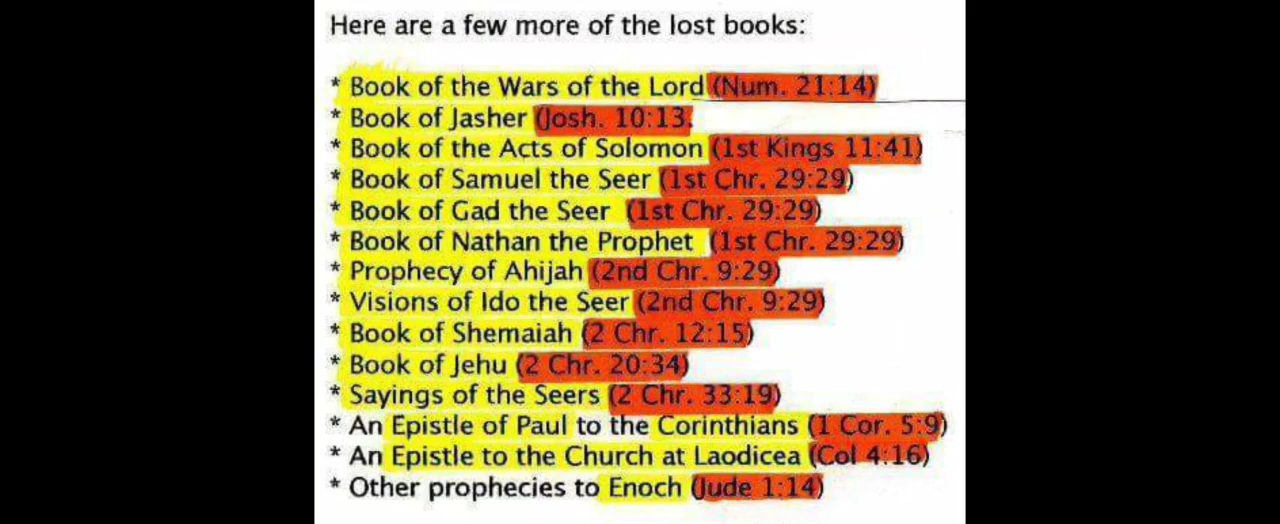 Here are a few more of the lost books:
* Book of the Wars of the Lord (Num. 21:14)
* Book of Jasher (Josh. 10:13.
* Book of the Acts of Solomon (1st Kings 11:41)
* Book of Samuel the Seer (1st Chr. 29:29)
* Book of Gad the Seer (1st Chr. 29:29)
* Book of Nathan the Prophet (1st Chr. 29:29)
* Prophecy of Ahijah (2nd Chr. 9:29)
* Visions of Ido the Seer (2nd Chr. 9:29)
* Book of Shemaiah (2 Chr. 12:15)
* Book of Jehu (2 Chr. 20:34)
* Sayings of the Seers (2 Chr. 33:19)
* An Epistle of Paul to the Corinthians (1 Cor. 5:9)
* An Epistle to the Church at Laodicea (Col 4:16)
* Other prophecies to Enoch (Jude 1:14)